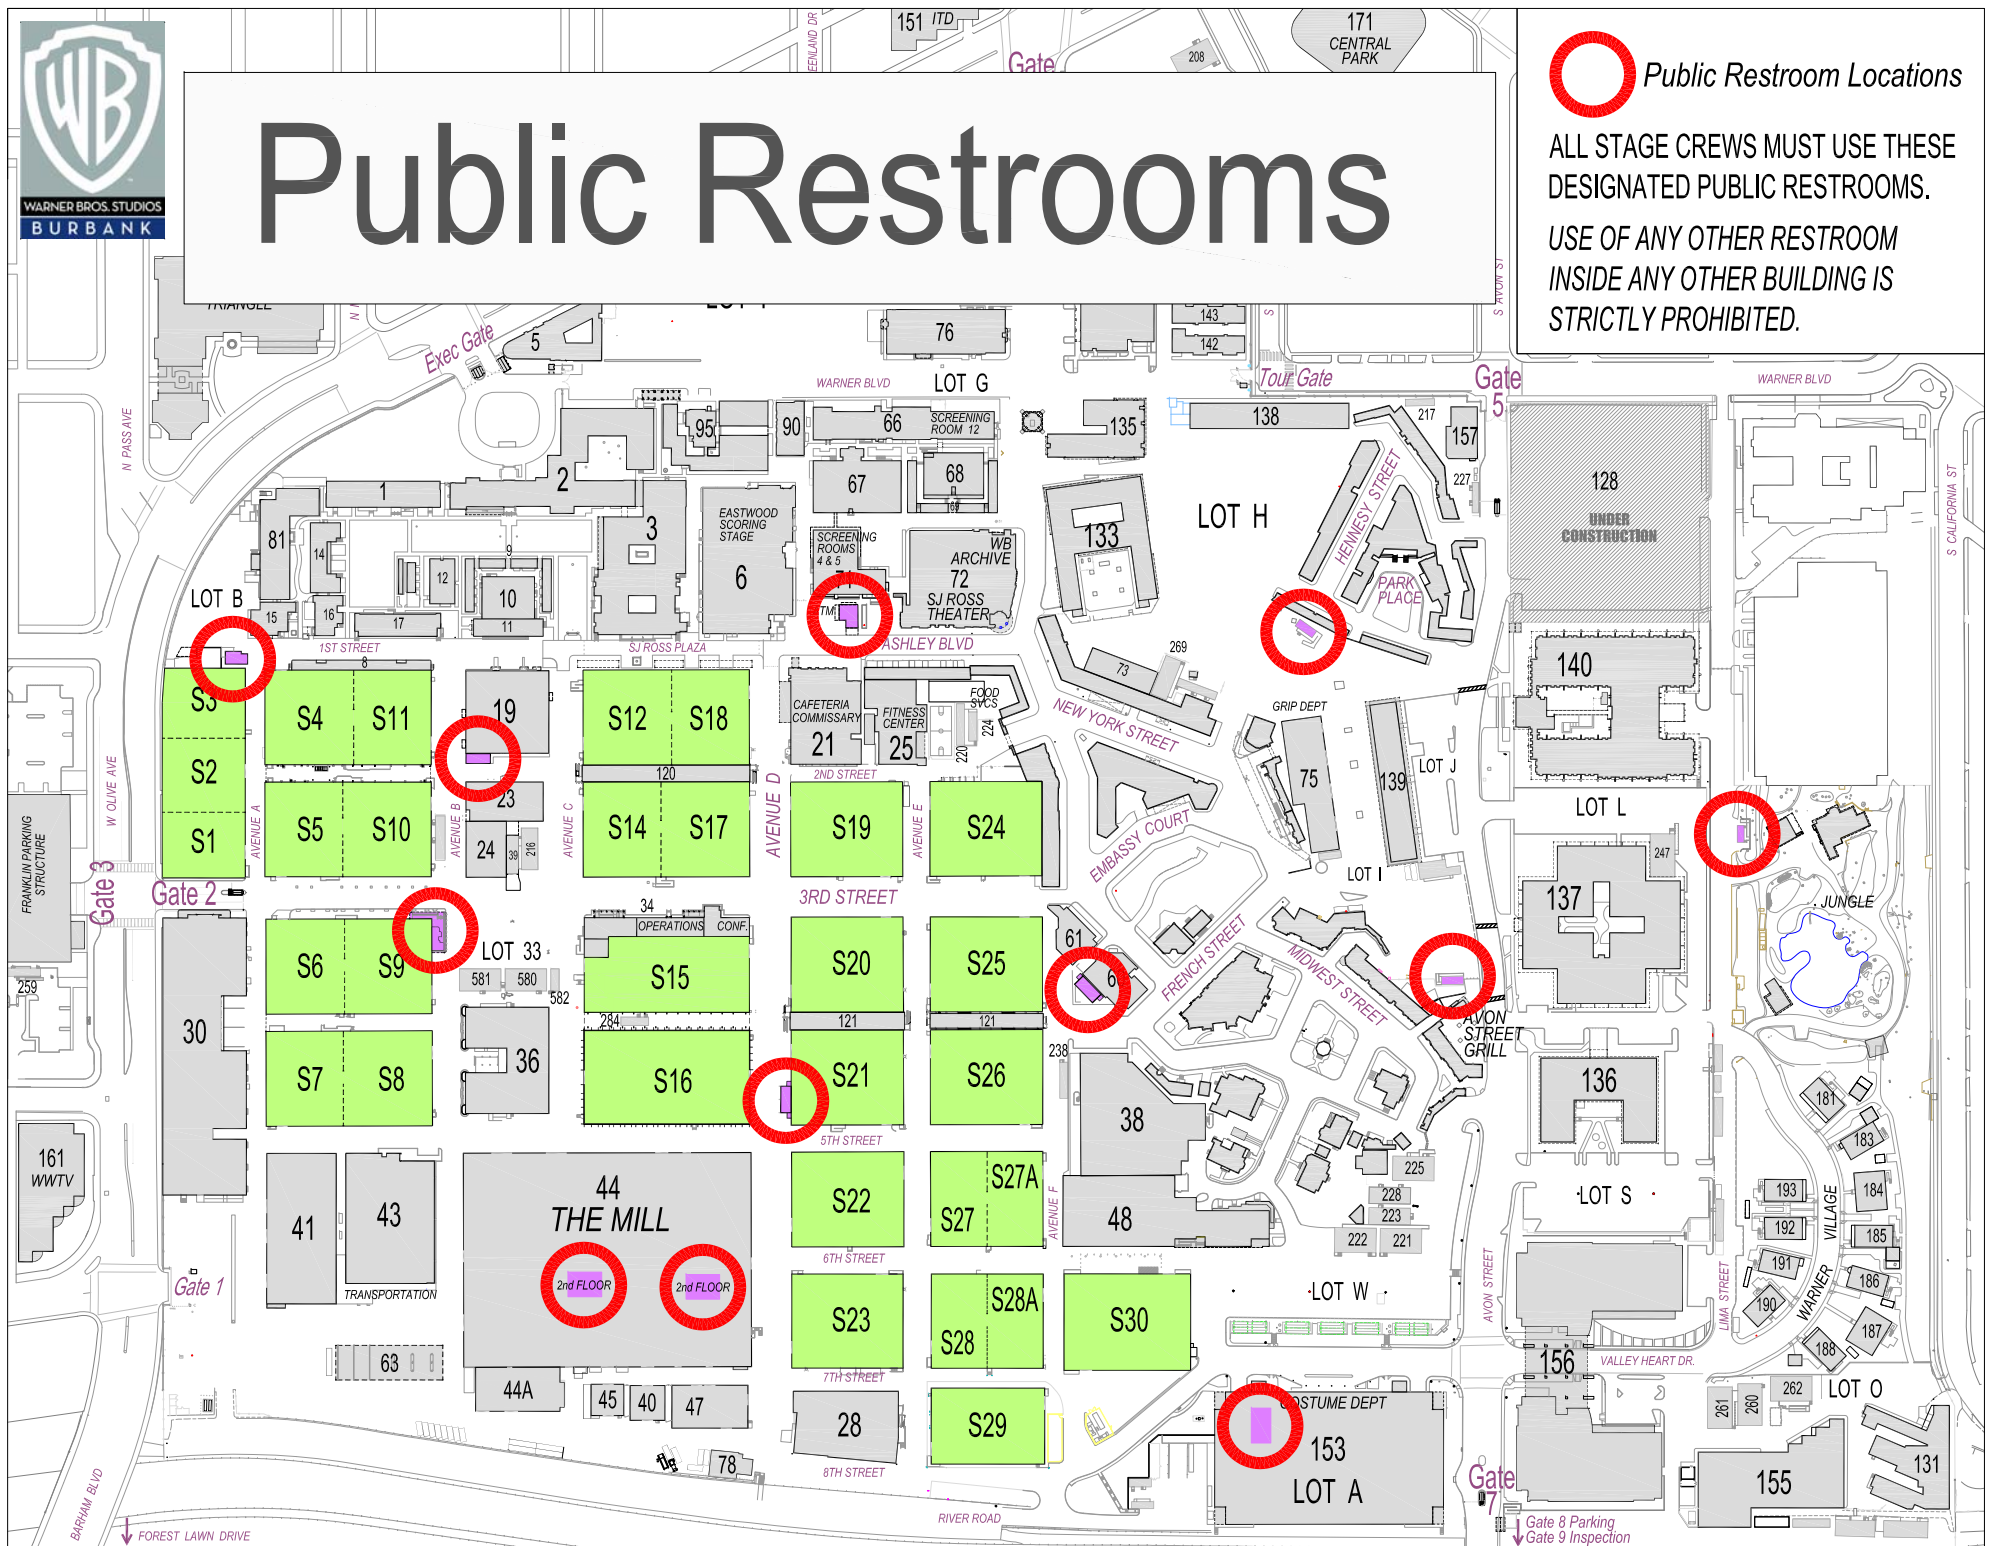 WARNER BROS. STUDIOS
BURBANK
Public Restrooms
Public Restroom Locations
ALL STAGE CREWS MUST USE THESE
DESIGNATED PUBLIC RESTROOMS.
USE OF ANY OTHER RESTROOM
INSIDE ANY OTHER BUILDING IS
STRICTLY PROHIBITED.
151 ITD
Gate
208
171
CENTRAL
PARK
TRIANGLE
Exec Gate
5
76
143
142
S AVON ST
WARNER BLVD
LOT G
Tour Gate
Gate
5
WARNER BLVD
N PASS AVE
95
90
66
SCREENING
ROOM 12
135
138
217
157
S CALIFORNIA ST
1
2
3
EASTWOOD
SCORING
STAGE
6
67
68
69
133
LOT H
HENNESY STREET
227
128
UNDER
CONSTRUCTION
81
14
9
12
10
11
SCREENING
ROOMS
4 & 5
WB
ARCHIVE
72
SJ ROSS
THEATER
PARK
PLACE
LOT B
15
16
17
1ST STREET
8
SJ ROSS PLAZA
ASHLEY BLVD
73
269
140
S3
S4
S11
19
S12
S18
CAFETERIA
COMMISSARY
21
FITNESS
CENTER
25
FOOD
SVCS
220
224
NEW YORK STREET
GRIP DEPT
75
139
LOT J
S2
W OLIVE AVE
120
AVENUE D
2ND STREET
S1
AVENUE A
S5
S10
AVENUE B
23
24
39
216
AVENUE C
S14
S17
S19
AVENUE E
S24
EMBASSY COURT
LOT L
LOT I
247
FRANKLIN PARKING
STRUCTURE
Gate 3
Gate 2
3RD STREET
137
JUNGLE
34
OPERATIONS
CONF.
S6
S9
LOT 33
581
580
582
S15
S20
S25
61
FRENCH STREET
MIDWEST STREET
259
30
284
121
121
AVON
STREET
GRILL
S7
S8
36
S16
S21
S26
238
38
136
181
183
5TH STREET
161
WWTV
41
43
44
THE MILL
S22
S27A
S27
AVENUE F
48
225
228
223
222
221
LOT S
193
184
192
185
VILLAGE
6TH STREET
Gate 1
TRANSPORTATION
2nd FLOOR
2nd FLOOR
S23
S28A
S28
S30
LOT W
AVON STREET
LIMA STREET
191
186
190
WARNER
187
188
63
7TH STREET
156
VALLEY HEART DR.
44A
45
40
47
28
S29
COSTUME DEPT
153
LOT A
261
260
262
LOT O
78
8TH STREET
Gate
7
155
131
BARHAM BLVD
FOREST LAWN DRIVE
RIVER ROAD
Gate 8 Parking
Gate 9 Inspection